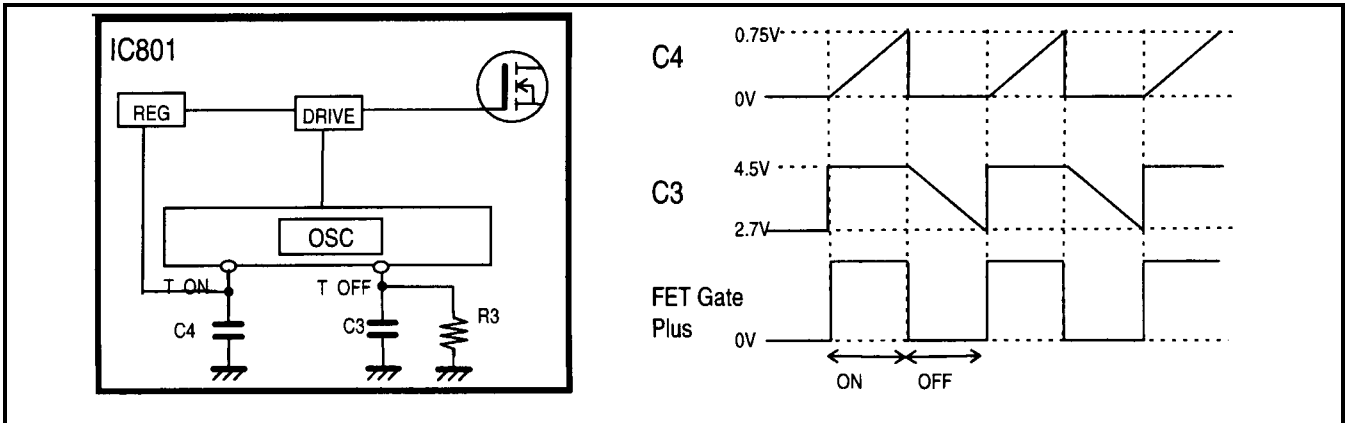 IC801
REG
DRIVE
OSC
T ON
T OFF
C4
C3
R3
C4
0.75V
0V
C3
4.5V
2.7V
FET Gate
Plus
0V
ON
OFF